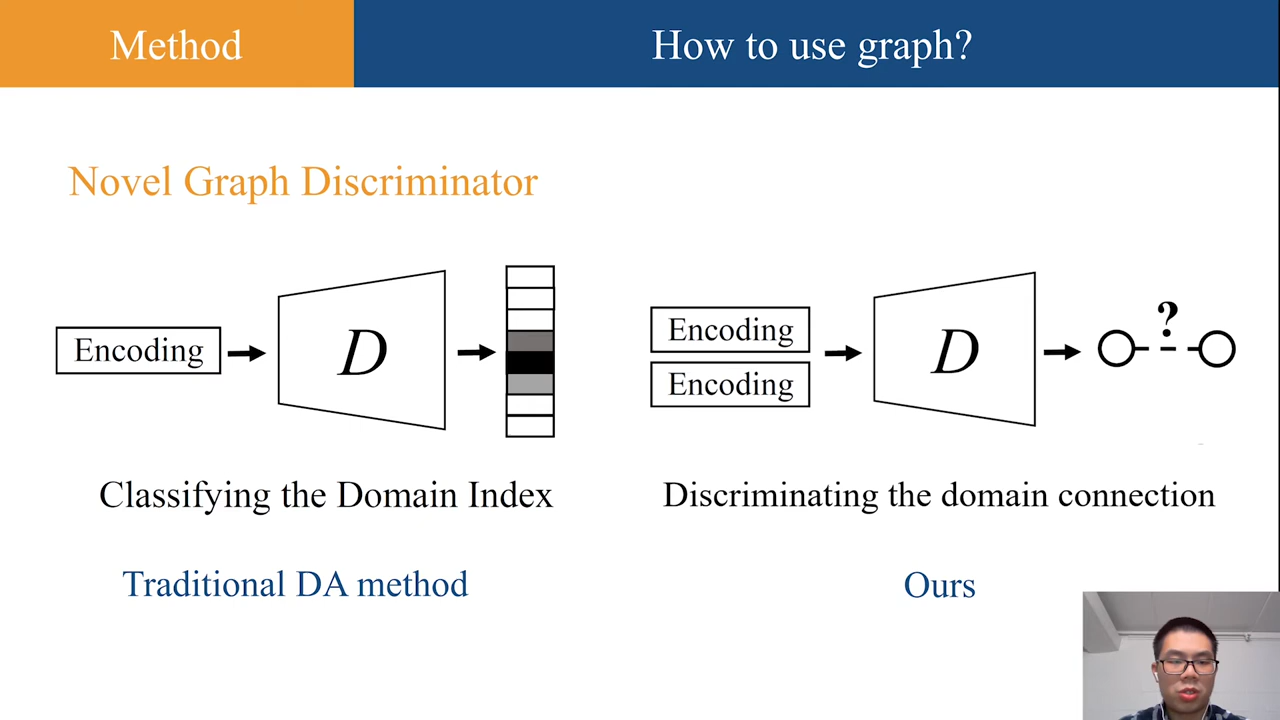 Method
How to use graph?
Novel Graph Discriminator
Encoding
D
Classifying the Domain Index
Traditional DA method
Encoding
Encoding
D
?
Discriminating the domain connection
Ours